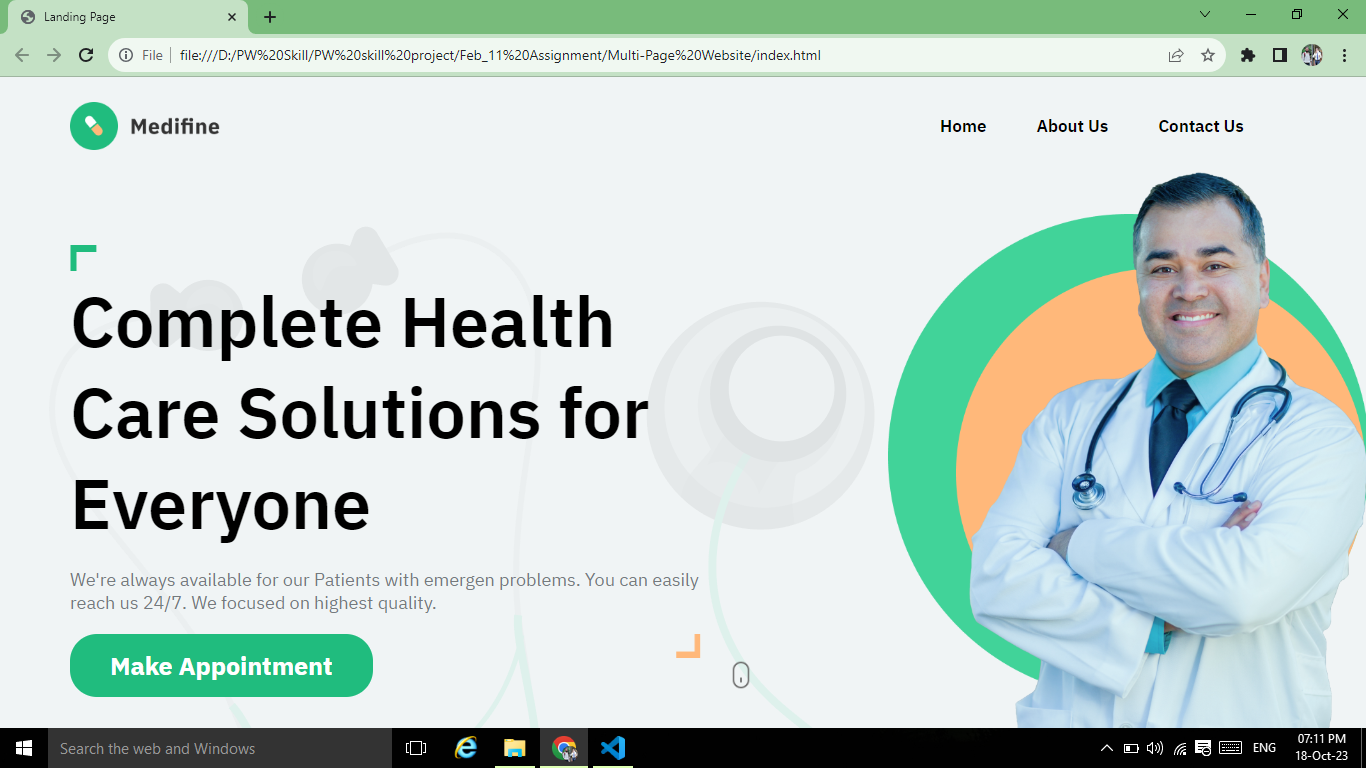 Landing Page
File
file:///D:/PW%20Skill/PW%20skill%20project/Feb_11%20Assignment/Multi-Page%20Website/index.html
Medifine
Home
About Us
Contact Us
Complete Health
Care Solutions for
Everyone
We're always available for our Patients with emergen problems. You can easily
reach us 24/7. We focused on highest quality.
Make Appointment
Search the web and Windows
ENG
07:11 PM
18-Oct-23